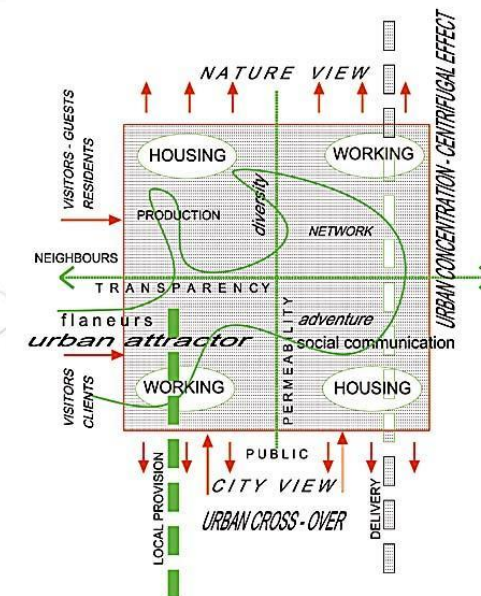 NATURE VIEW
URBAN CONCENTRATION - CENTRIFUGAL EFFECT
VISITORS - GUESTS
RESIDENTS
HOUSING
WORKING
PRODUCTION
diversity
NETWORK
NEIGHBOURS
TRANSPARENCY
flaneurs
adventure
urban attractor
social communication
PERMEABILITY
VISITORS
CLIENTS
WORKING
HOUSING
PUBLIC
CITY VIEW
LOCAL PROVISION
URBAN CROSS - OVER
DELIVERY